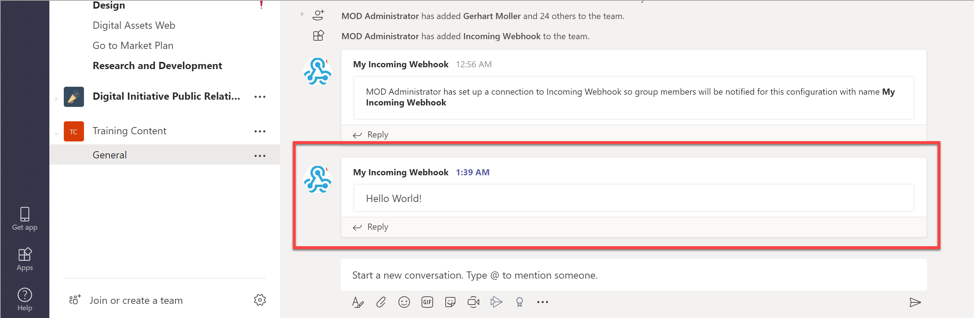 Design
!
Digital Assets Web
Go to Market Plan
Research and Development
Digital Initiative Public Relati...
TC
Training Content
General
Join or create a team
Get app
Apps
Help
MOD Administrator has added Gerhart Moller and 24 others to the team.
MOD Administrator has added Incoming Webhook to the team.
My Incoming Webhook 12:56 AM
MOD Administrator has set up a connection to Incoming Webhook so group members will be notified for this configuration with name My
Incoming Webhook
Reply
My Incoming Webhook 1:39 AM
Hello World!
Reply
Start a new conversation. Type @ to mention someone.
GIF